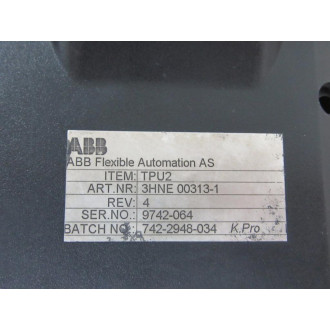 ABB
ABB Flexible Automation AS
ITEM: TPU2
ART.NR: 3HNE 00313-1
REV: 4
SER.NO.: 9742-064
BATCH NO.: 742-2948-034 K.Pro